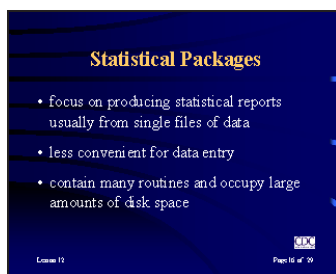 Statistical Packages
• focus on producing statistical reports
usually from single files of data
• less convenient for data entry
• contain many routines and occupy large
amounts of disk space
CDC
Lesson 12
Page 16 of 29